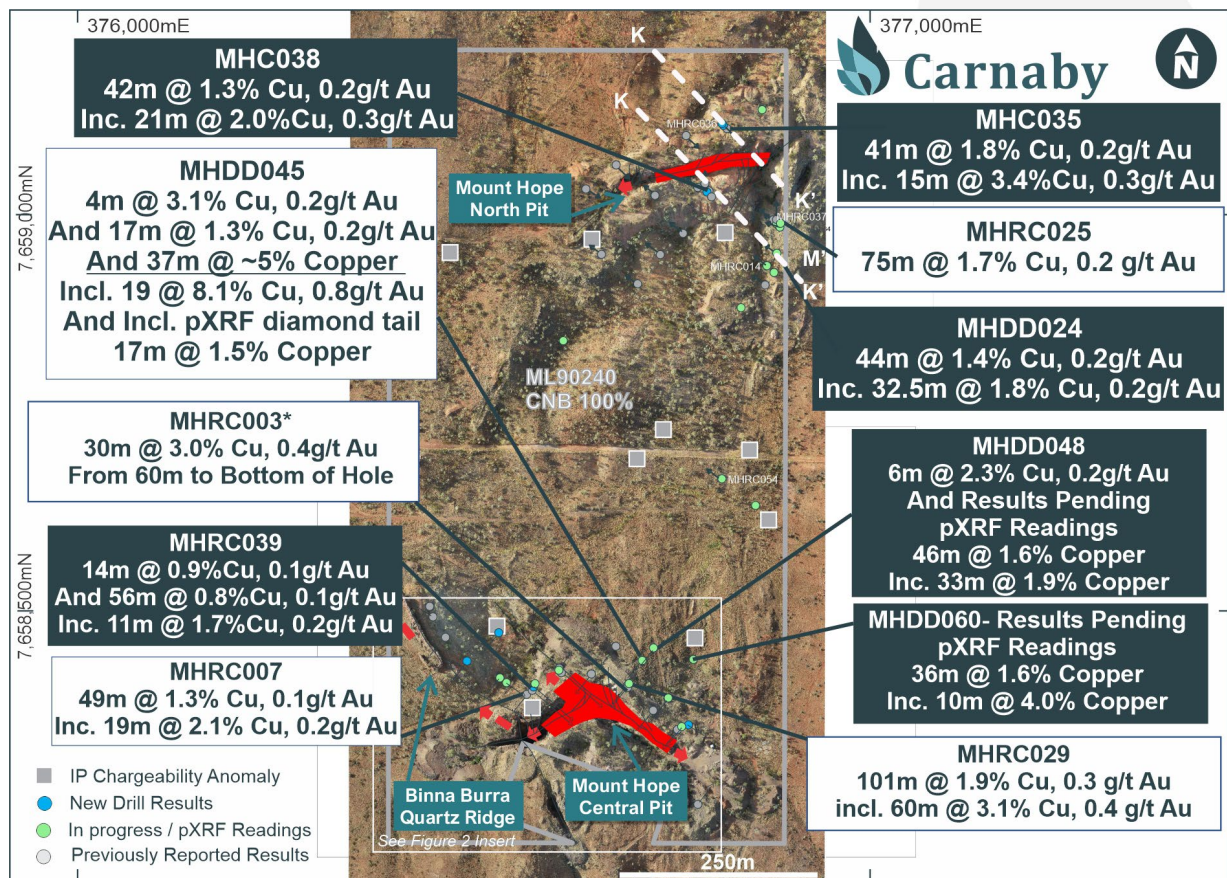 376,000mE
377,000mE
Carnaby
N
MHC038
42m @ 1.3% Cu, 0.2g/t Au
Inc. 21m @ 2.0%Cu, 0.3g/t Au
K
K
MHRC036
MHC035
41m @ 1.8% Cu, 0.2g/t Au
Inc. 15m @ 3.4%Cu, 0.3g/t Au
MHDD045
4m @ 3.1% Cu, 0.2g/t Au
And 17m @ 1.3% Cu, 0.2g/t Au
And 37m @ ~5% Copper
Incl. 19 @ 8.1% Cu, 0.8g/t Au
And Incl. pXRF diamond tail
17m @ 1.5% Copper
7,659,000mN
Mount Hope
North Pit
K'
MHRC037
MHRC014
M'
K'
MHRC025
75m @ 1.7% Cu, 0.2 g/t Au
MHDD024
44m @ 1.4% Cu, 0.2g/t Au
Inc. 32.5m @ 1.8% Cu, 0.2g/t Au
ML90240
CNB 100%
MHRC003*
30m @ 3.0% Cu, 0.4g/t Au
From 60m to Bottom of Hole
MHRC054
MHDD048
6m @ 2.3% Cu, 0.2g/t Au
And Results Pending
pXRF Readings
46m @ 1.6% Copper
Inc. 33m @ 1.9% Copper
MHRC039
14m @ 0.9%Cu, 0.1g/t Au
And 56m @ 0.8%Cu, 0.1g/t Au
Inc. 11m @ 1.7%Cu, 0.2g/t Au
7,658,500mN
MHDD060- Results Pending
pXRF Readings
36m @ 1.6% Copper
Inc. 10m @ 4.0% Copper
MHRC007
49m @ 1.3% Cu, 0.1g/t Au
Inc. 19m @ 2.1% Cu, 0.2g/t Au
MHRC029
101m @ 1.9% Cu, 0.3 g/t Au
incl. 60m @ 3.1% Cu, 0.4 g/t Au
IP Chargeability Anomaly
New Drill Results
In progress / pXRF Readings
Previously Reported Results
Binna Burra
Quartz Ridge
Mount Hope
Central Pit
See Figure 2 Insert
250m